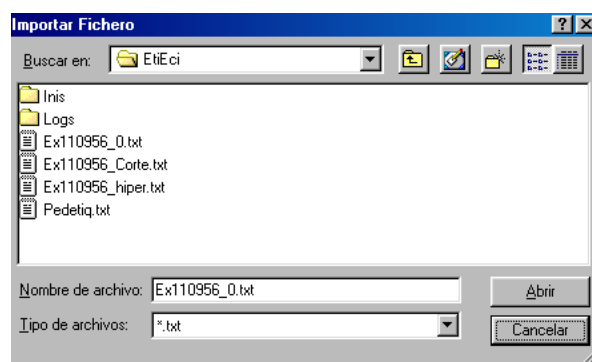 Importar Fichero
Buscar en: EtiEci
Inis
Logs
Ex110956_0.txt
Ex110956_Corte.txt
Ex110956_hiper.txt
Pedetiq.txt
Nombre de archivo: Ex110956_0.txt Abrir
Tipo de archivos: *.txt Cancelar